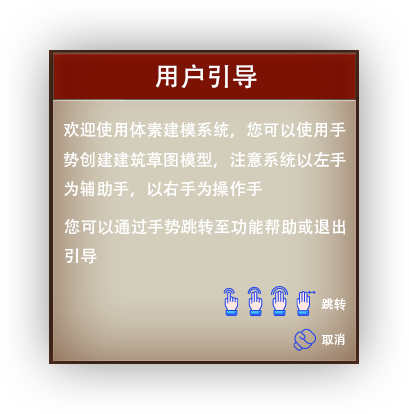 用户引导
欢迎使用体素建模系统，您可以使用手
势创建建筑草图模型，注意系统以左手
为辅助手，以右手为操作手
您可以通过手势跳转至功能帮助或退出
引导
跳转
取消